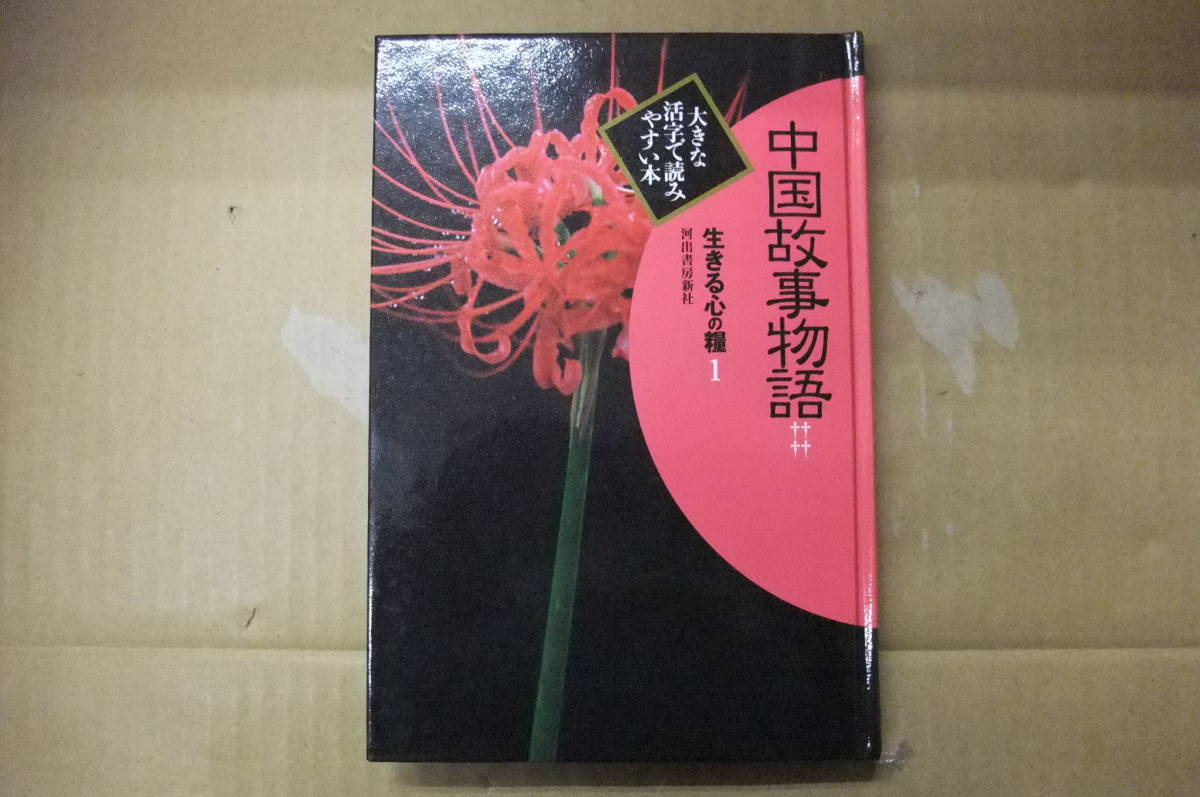 中国故事物語
大きな
活字で読み
やすい本
生きる心の糧 1
河出書房新社